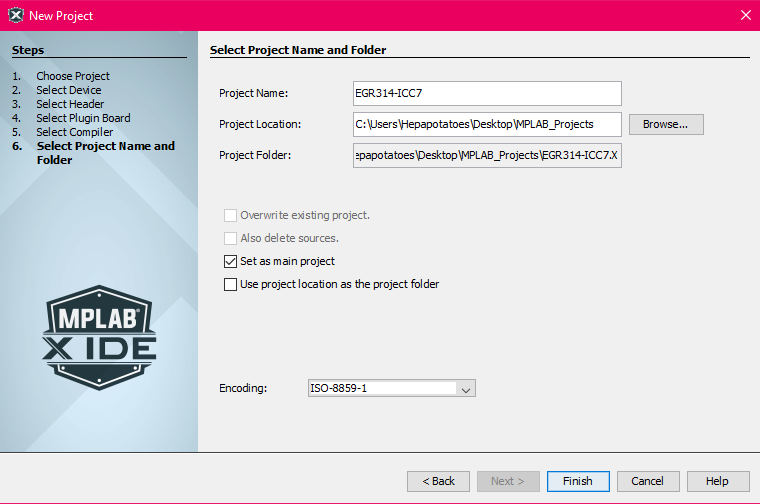 New Project
Steps
1. Choose Project
2. Select Device
3. Select Header
4. Select Plugin Board
5. Select Compiler
6. Select Project Name and
Folder
MPLAB®
X IDE
Select Project Name and Folder
Project Name: EGR314-ICC7
Project Location: C:\Users\Hepapotatoes\Desktop\MPLAB_Projects Browse...
Project Folder: epapotatoes\Desktop\MPLAB_Projects\EGR314-ICC7.X
Overwrite existing project.
Also delete sources.
Set as main project
Use project location as the project folder
Encoding: ISO-8859-1
< Back Next > Finish Cancel Help